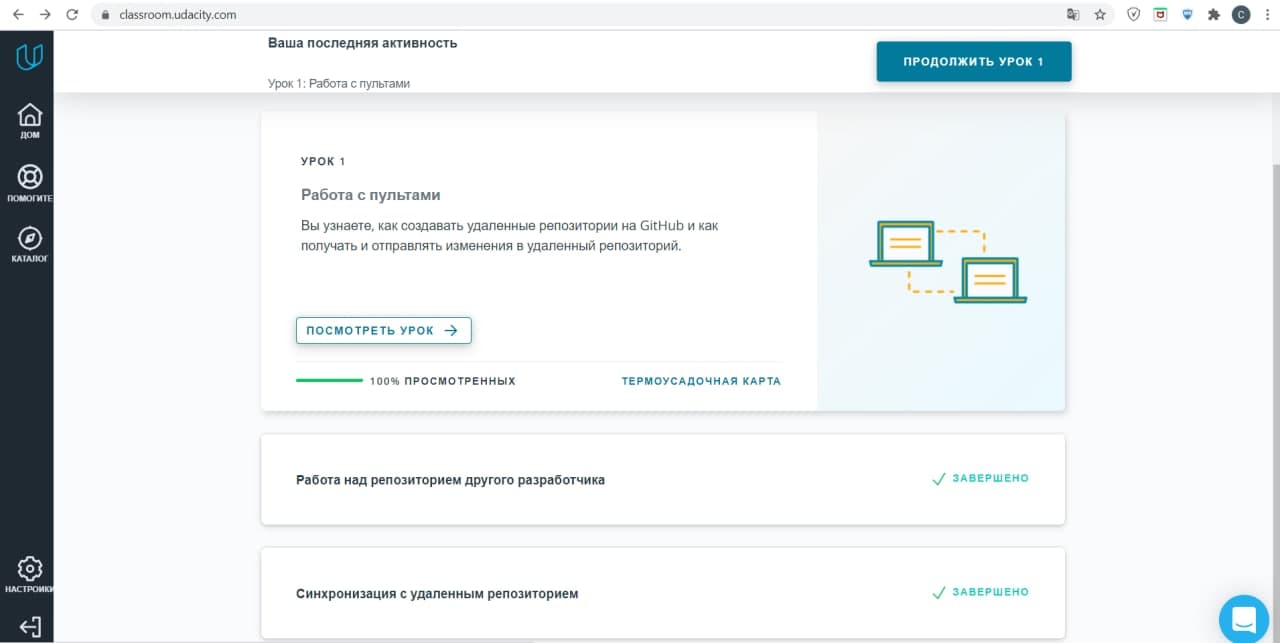 classroom.udacity.com
C
Ваша последняя активность
Урок 1: Работа с пультами
ПРОДОЛЖИТЬ УРОК 1
ДОМ
ПОМОГИТЕ
КАТАЛОГ
УРОК 1
Работа с пультами
Вы узнаете, как создавать удаленные репозитории на GitHub и как
получать и отправлять изменения в удаленный репозиторий.
ПОСМОТРЕТЬ УРОК
100% ПРОСМОТРЕННЫХ
ТЕРМОУСАДОЧНАЯ КАРТА
Работа над репозиторием другого разработчика
ЗАВЕРШЕНО
Синхронизация с удаленным репозиторием
ЗАВЕРШЕНО
НАСТРОЙКИ